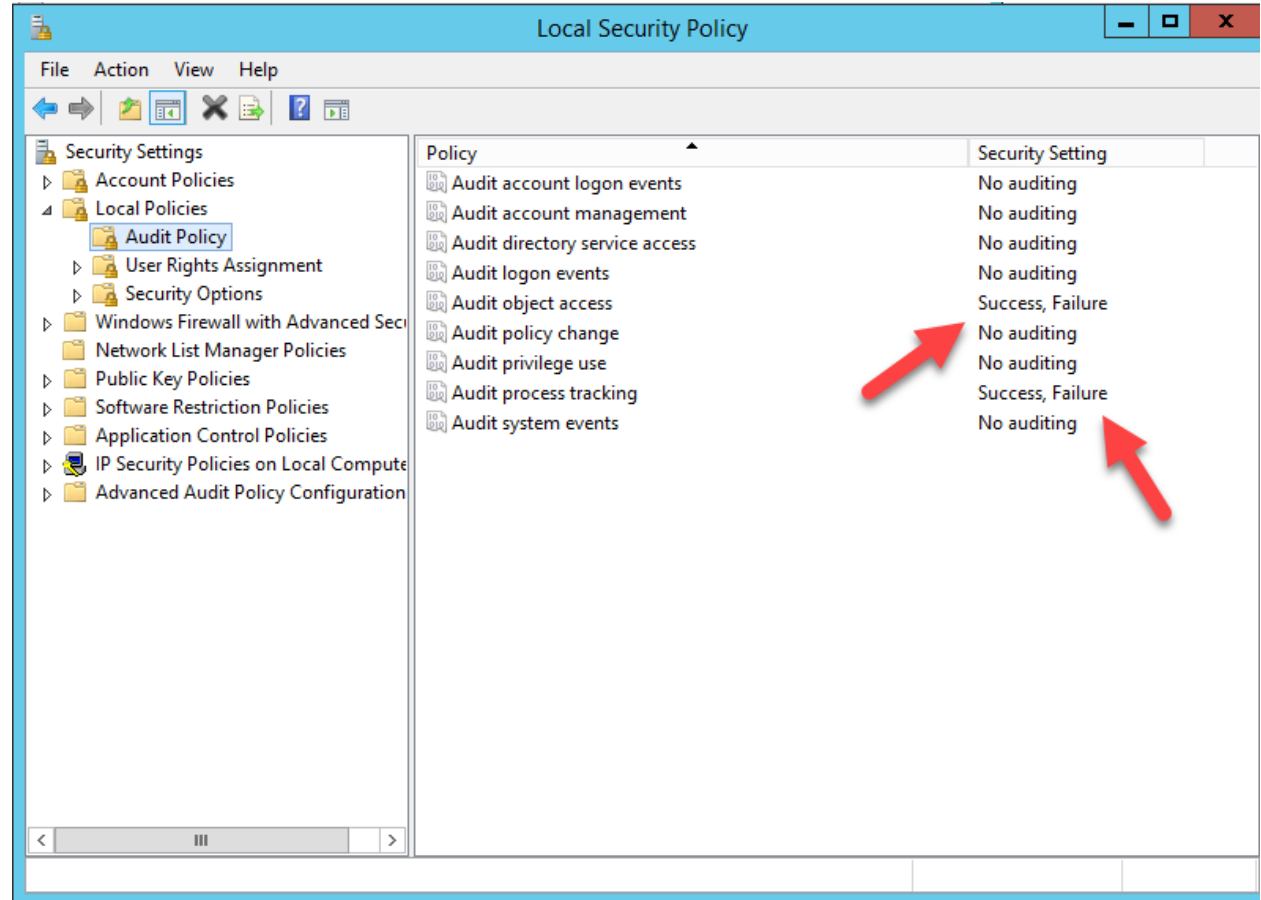 Local Security Policy
File Action View Help
Security Settings
Account Policies
Local Policies
Audit Policy
User Rights Assignment
Security Options
Windows Firewall with Advanced Secu
Network List Manager Policies
Public Key Policies
Software Restriction Policies
Application Control Policies
IP Security Policies on Local Compute
Advanced Audit Policy Configuration
Policy Security Setting
Audit account logon events No auditing
Audit account management No auditing
Audit directory service access No auditing
Audit logon events No auditing
Audit object access Success, Failure
Audit policy change No auditing
Audit privilege use No auditing
Audit process tracking Success, Failure
Audit system events No auditing